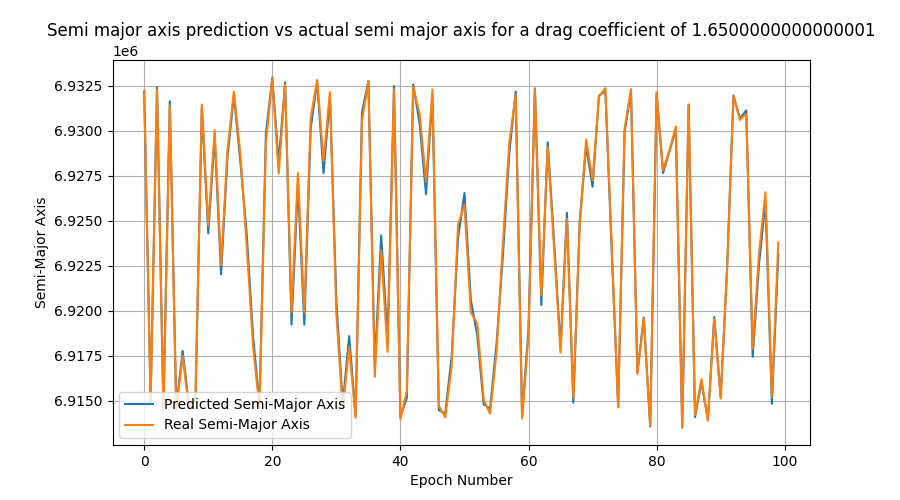 Semi major axis prediction vs actual semi major axis for a drag coefficient of 1.6500000000000001
1e6
6.9325
6.9300
6.9275
6.9250
6.9225
6.9200
6.9175
6.9150
Semi-Major Axis
Predicted Semi-Major Axis
Real Semi-Major Axis
0 20 40 60 80 100
Epoch Number